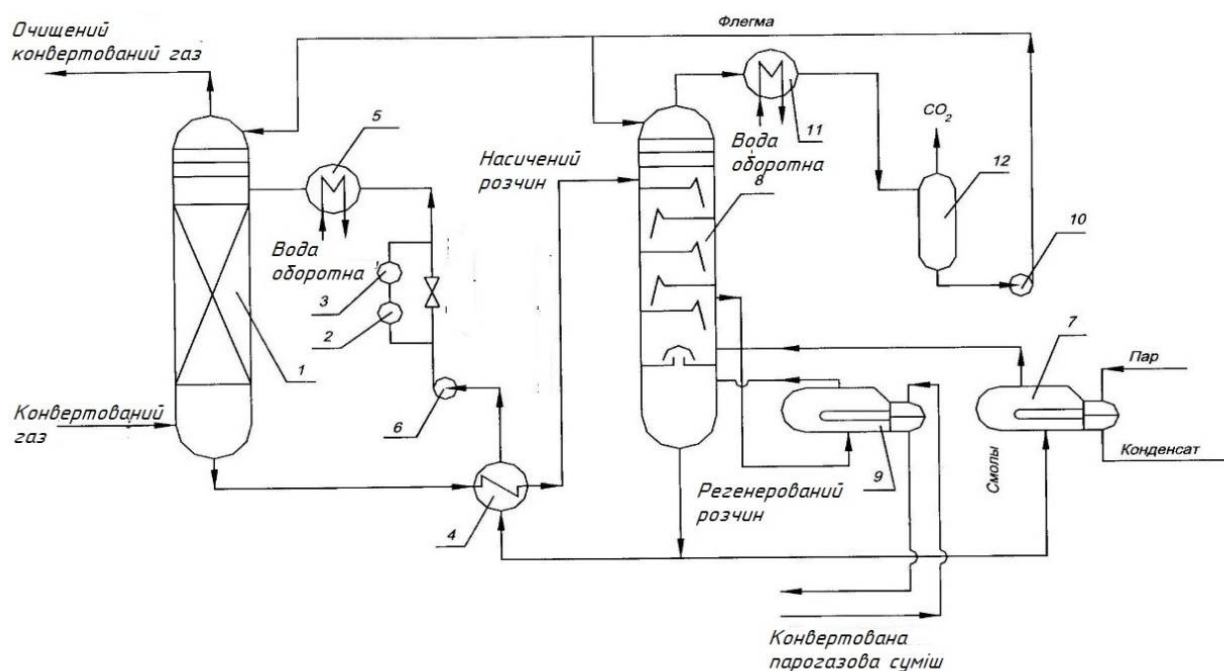 Очищений
конвертований газ
Флегма
5
11
CO2
Насичений
розчин
Вода
оборотна
8
12
10
Вода
оборотна
3
2
1
7
Пар
6
Конвертований
газ
Конденсат
Смолы
4
Регенерований
розчин
9
Конвертована
парогазова суміш